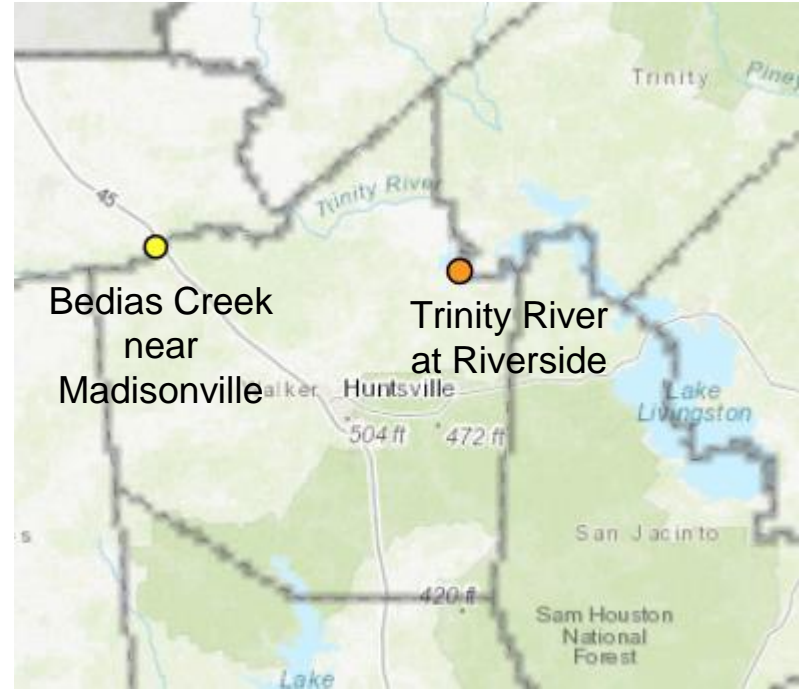 Trinity
Piney
45
Trinity River
Bedias Creek
near
Madisonville
Trinity River
at Riverside
alker
Huntsville
Lake
Livingston
504 ft
472 ft
s
San Jacinto
420 ft
Sam Houston
National
Forest
Lake